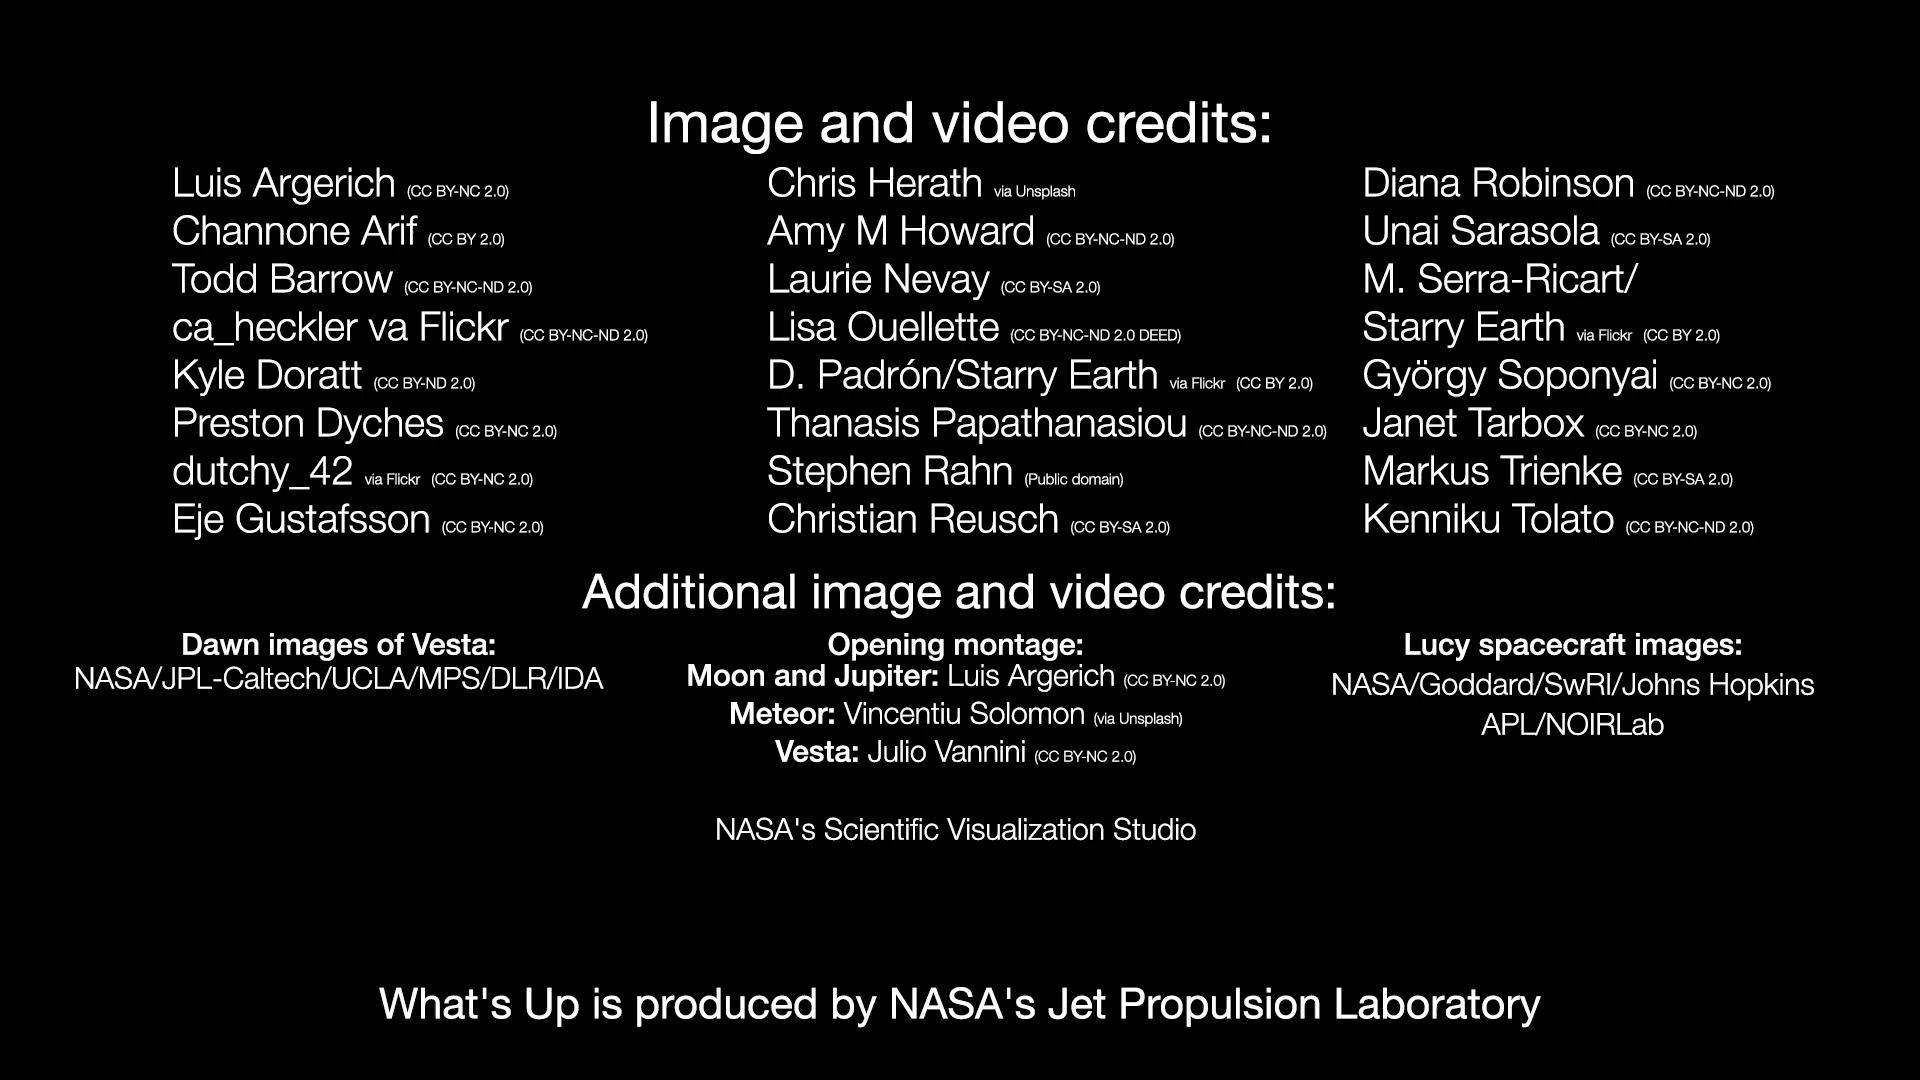 Image and video credits:
Luis Argerich (CC BY-NC 2.0)
Channone Arif (CC BY 2.0)
Todd Barrow (CC BY-NC-ND 2.0)
ca_heckler va Flickr (CC BY-NC-ND 2.0)
Kyle Doratt (CC BY-ND 2.0)
Preston Dyches (CC BY-NC 2.0)
dutchy_42 via Flickr (CC BY-NC 2.0)
Eje Gustafsson (CC BY-NC 2.0)
Chris Herath via Unsplash
Amy M Howard (CC BY-NC-ND 2.0)
Laurie Nevay (CC BY-SA 2.0)
Lisa Ouellette (CC BY-NC-ND 2.0 DEED)
D. Padrón/Starry Earth via Flickr (CC BY 2.0)
Thanasis Papathanasiou (CC BY-NC-ND 2.0)
Stephen Rahn (Public domain)
Christian Reusch (CC BY-SA 2.0)
Diana Robinson (CC BY-NC-ND 2.0)
Unai Sarasola (CC BY-SA 2.0)
M. Serra-Ricart/
Starry Earth via Flickr (CC BY 2.0)
György Soponyai (CC BY-NC 2.0)
Janet Tarbox (CC BY-NC 2.0)
Markus Trienke (CC BY-SA 2.0)
Kenniku Tolato (CC BY-NC-ND 2.0)
Additional image and video credits:
Dawn images of Vesta:
NASA/JPL-Caltech/UCLA/MPS/DLR/IDA
Opening montage:
Moon and Jupiter: Luis Argerich (CC BY-NC 2.0)
Meteor: Vincentiu Solomon (via Unsplash)
Vesta: Julio Vannini (CC BY-NC 2.0)
Lucy spacecraft images:
NASA/Goddard/SwRI/Johns Hopkins
APL/NOIRLab
NASA's Scientific Visualization Studio
What's Up is produced by NASA's Jet Propulsion Laboratory